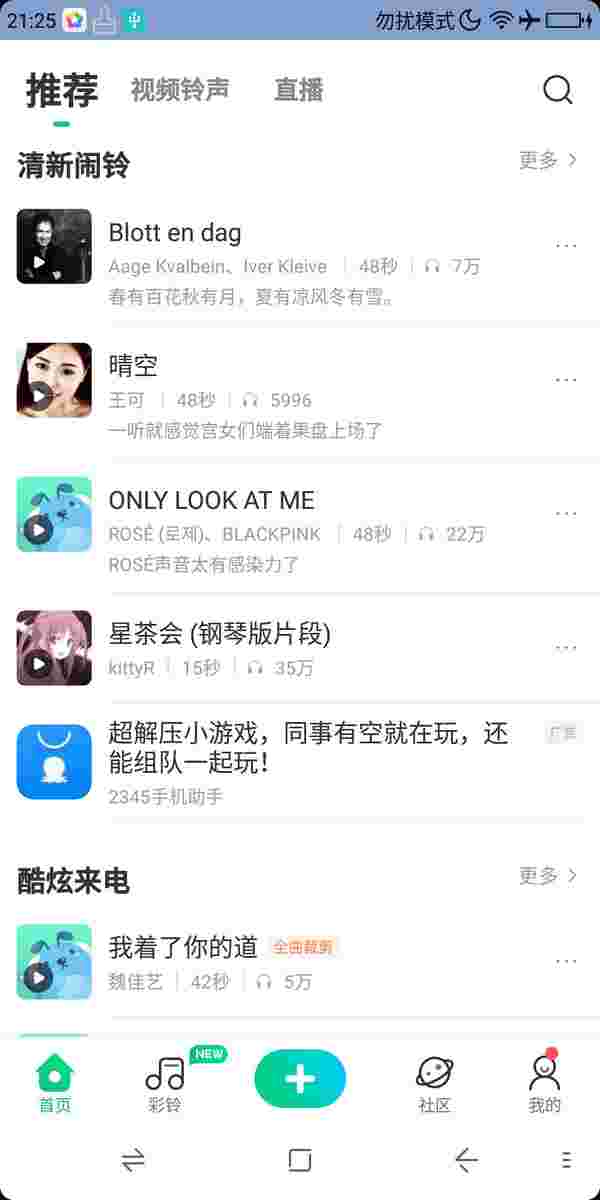 21:25
勿扰模式
推荐 视频铃声 直播
清新闹铃 更多
Blott en dag
Aage Kvalbein、Iver Kleive 48秒 7万
春有百花秋有月，夏有凉风冬有雪。
晴空
王可 48秒 5996
一听就感觉宫女们端着果盘上场了
ONLY LOOK AT ME
ROSÉ (로제)、BLACKPINK 48秒 22万
ROSÉ声音太有感染力了
星茶会 (钢琴版片段)
kittyR 15秒 35万
超解压小游戏，同事有空就在玩，还 广告
能组队一起玩！
2345手机助手
酷炫来电 更多
我着了你的道 全曲裁剪
魏佳艺 42秒 5万
NEW
首页 彩铃 社区 我的